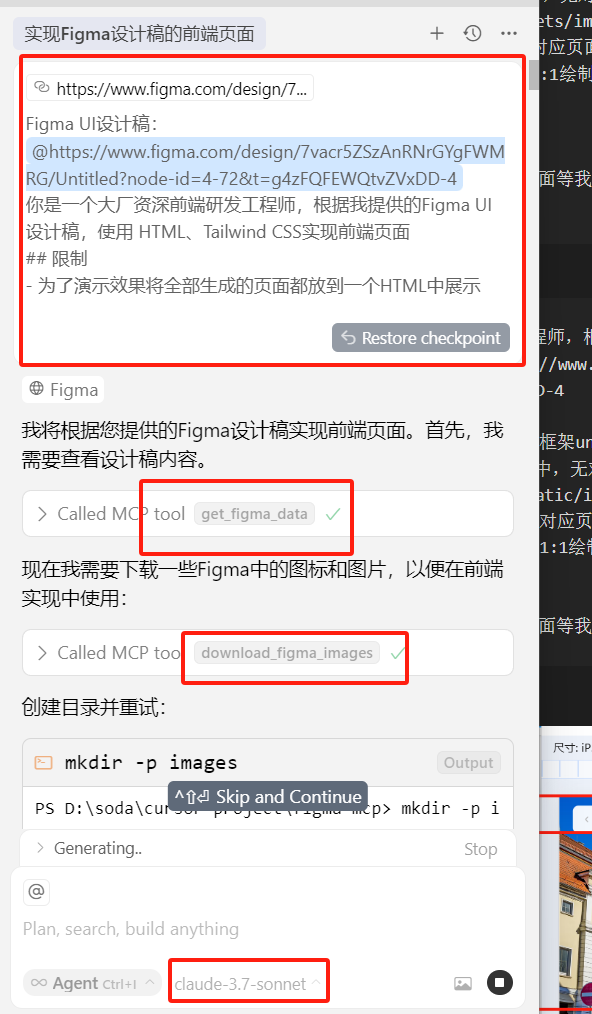 实现Figma设计稿的前端页面
https://www.figma.com/design/7...
Figma UI设计稿：
@https://www.figma.com/design/7vacr5ZSzAnRNrGYgFWM
RG/Untitled?node-id=4-72&t=g4zFQFEWQtvZVxDD-4
你是一个大厂资深前端研发工程师，根据我提供的Figma UI
设计稿，使用 HTML、Tailwind CSS实现前端页面
## 限制
- 为了演示效果将全部生成的页面都放到一个HTML中展示
Restore checkpoint
Figma
我将根据您提供的Figma设计稿实现前端页面。首先，我
需要查看设计稿内容。
Called MCP tool get_figma_data
现在我需要下载一些Figma中的图标和图片，以便在前端
实现中使用：
Called MCP too download_figma_images
创建目录并重试：
mkdir -p images
Output
^⇧⏎ Skip and Continue
PS D:\soda\cursor project\figma mcp> mkdir -p i
Generating..
Stop
@
Plan, search, build anything
∞ Agent Ctrl+I
claude-3.7-sonnet
ets/im
对应页面
:1绘制
面等我
程师，
//www.
D-4
框架un
中，无
atic/i
对应页
1:1绘制
面等我
尺寸: iP